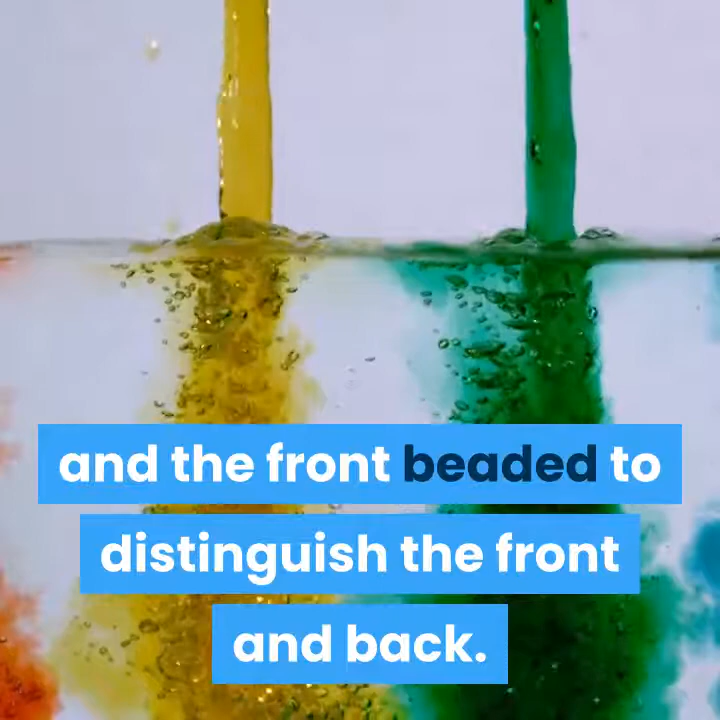 and the front beaded to
distinguish the front
and back.